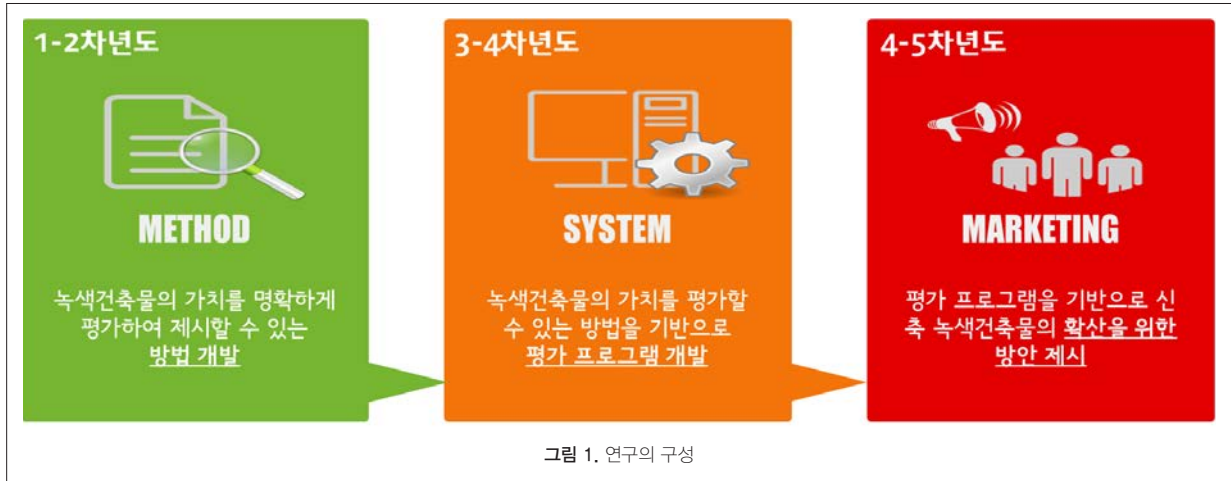 1-2차년도
METHOD
녹색건축물의 가치를 명확하게
평가하여 제시할 수 있는
방법 개발
3-4차년도
SYSTEM
녹색건축물의 가치를 평가할
수 있는 방법을 기반으로
평가 프로그램 개발
4-5차년도
MARKETING
평가 프로그램을 기반으로 신
축 녹색건축물의 확산을 위한
방안 제시
그림 1. 연구의 구성